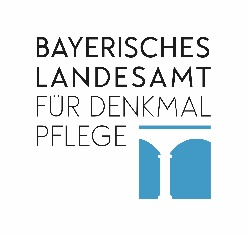 BAYERISCHES
LANDESAMT
FÜR DENKMAL
PFLEGE